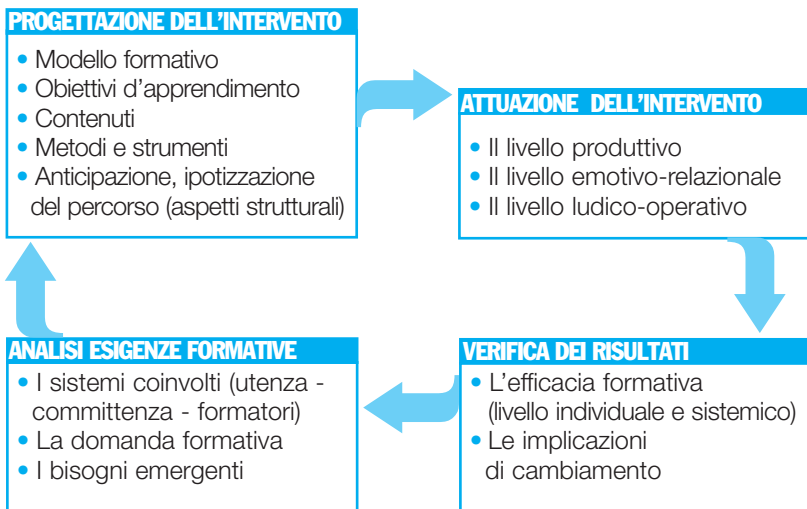 PROGETTAZIONE DELL'INTERVENTO
• Modello formativo
• Obiettivi d'apprendimento
• Contenuti
• Metodi e strumenti
• Anticipazione, ipotizzazione
del percorso (aspetti strutturali)
ATTUAZIONE DELL'INTERVENTO
• Il livello produttivo
• Il livello emotivo-relazionale
• Il livello ludico-operativo
ANALISI ESIGENZE FORMATIVE
• I sistemi coinvolti (utenza -
committenza - formatori)
• La domanda formativa
• I bisogni emergenti
VERIFICA DEI RISULTATI
• L'efficacia formativa
(livello individuale e sistemico)
• Le implicazioni
di cambiamento